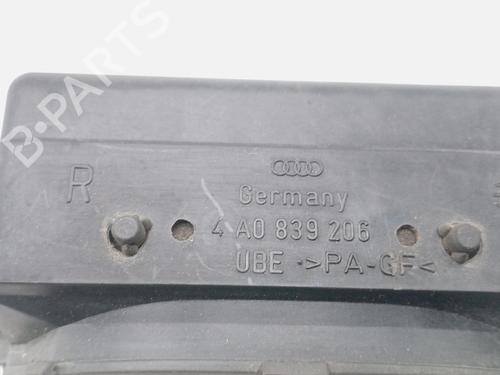 B-PARTS
R
Germany
4 A0 839 206
UBE >PA-GF<